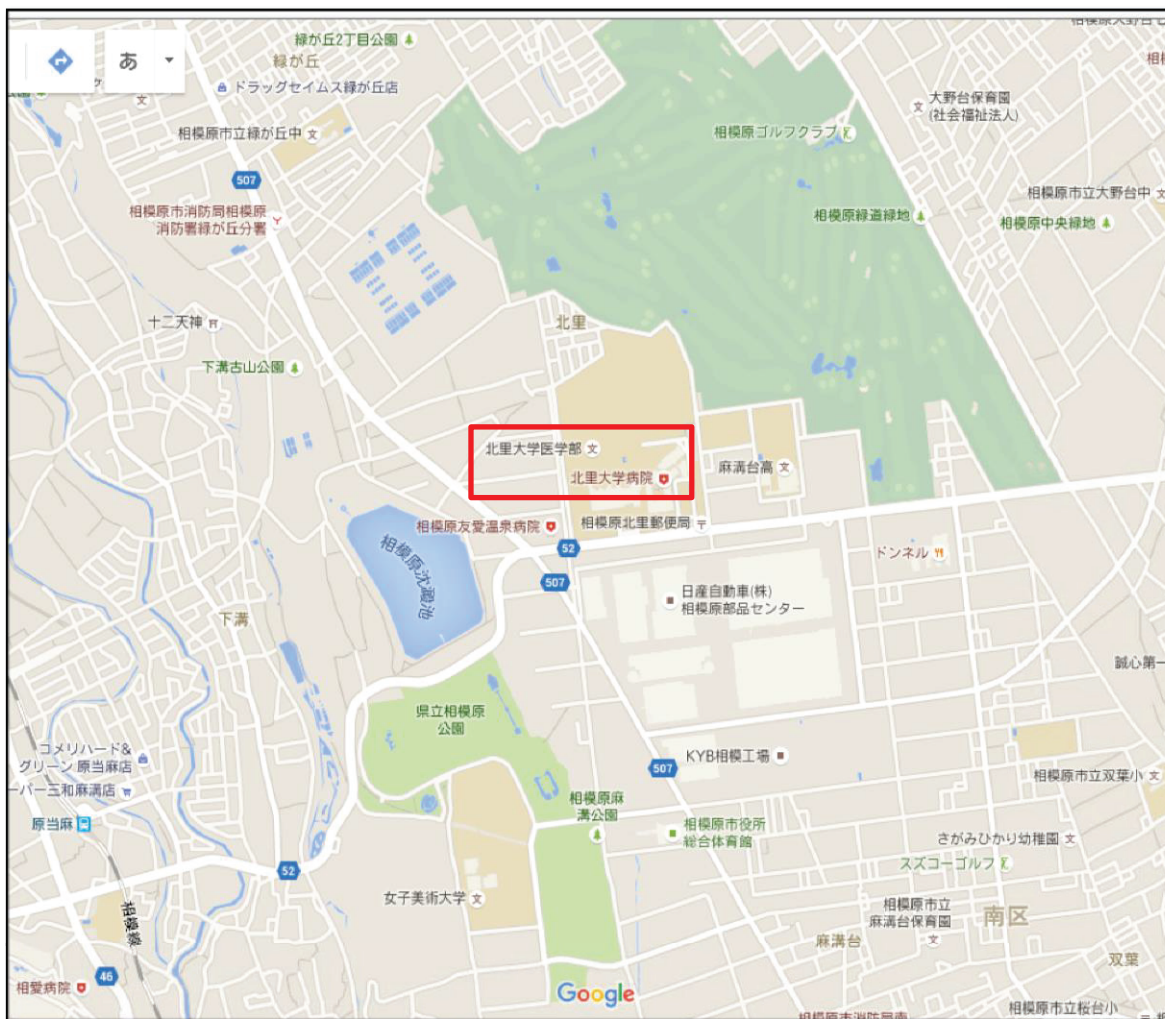 相模原大野台
緑が丘2丁目公園
緑が丘
あ
ドラッグセイムス緑が丘店
大野台保育園
(社会福祉法人)
相模原市立緑が丘中
相模原ゴルフクラブ
507
相模原市立大野台中
相模原市消防局相模原
消防署緑が丘分署
相模原緑道緑地
相模原中央緑地
十二天神
北里
下溝古山公園
北里大学医学部
麻溝台高
北里大学病院
相模原友愛温泉病院
相模原北里郵便局
52
ドンネル
相模原沈澱池
507
日産自動車(株)
相模原部品センター
下溝
誠心第一
県立相模原
公園
コメリハード&
グリーン 原当麻店
KYB相模工場
507
相模原市立双葉小
ーパー三和麻溝店
相模原麻
溝公園
原当麻
相模原市役所
総合体育館
さがみひかり幼稚園
スズコーゴルフ
52
女子美術大学
相模原市立
麻溝台保育園
南区
相模線
麻溝台
双葉
46
相愛病院
Google
相模原市消防局南
相模原市立桜台小